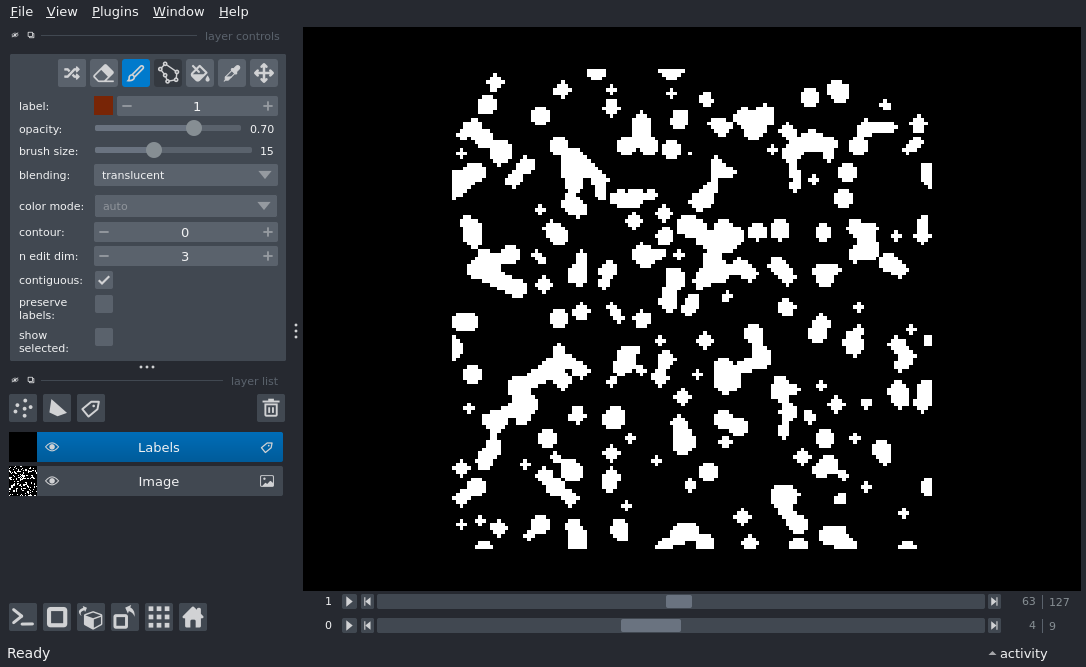 File View Plugins Window Help
layer controls
label: 1
opacity: 0.70
brush size: 15
blending: translucent
color mode: auto
contour: 0
n edit dim: 3
contiguous:
preserve
labels:
show
selected:
layer list
Labels
Image
1 63 127
0 4 9
Ready activity